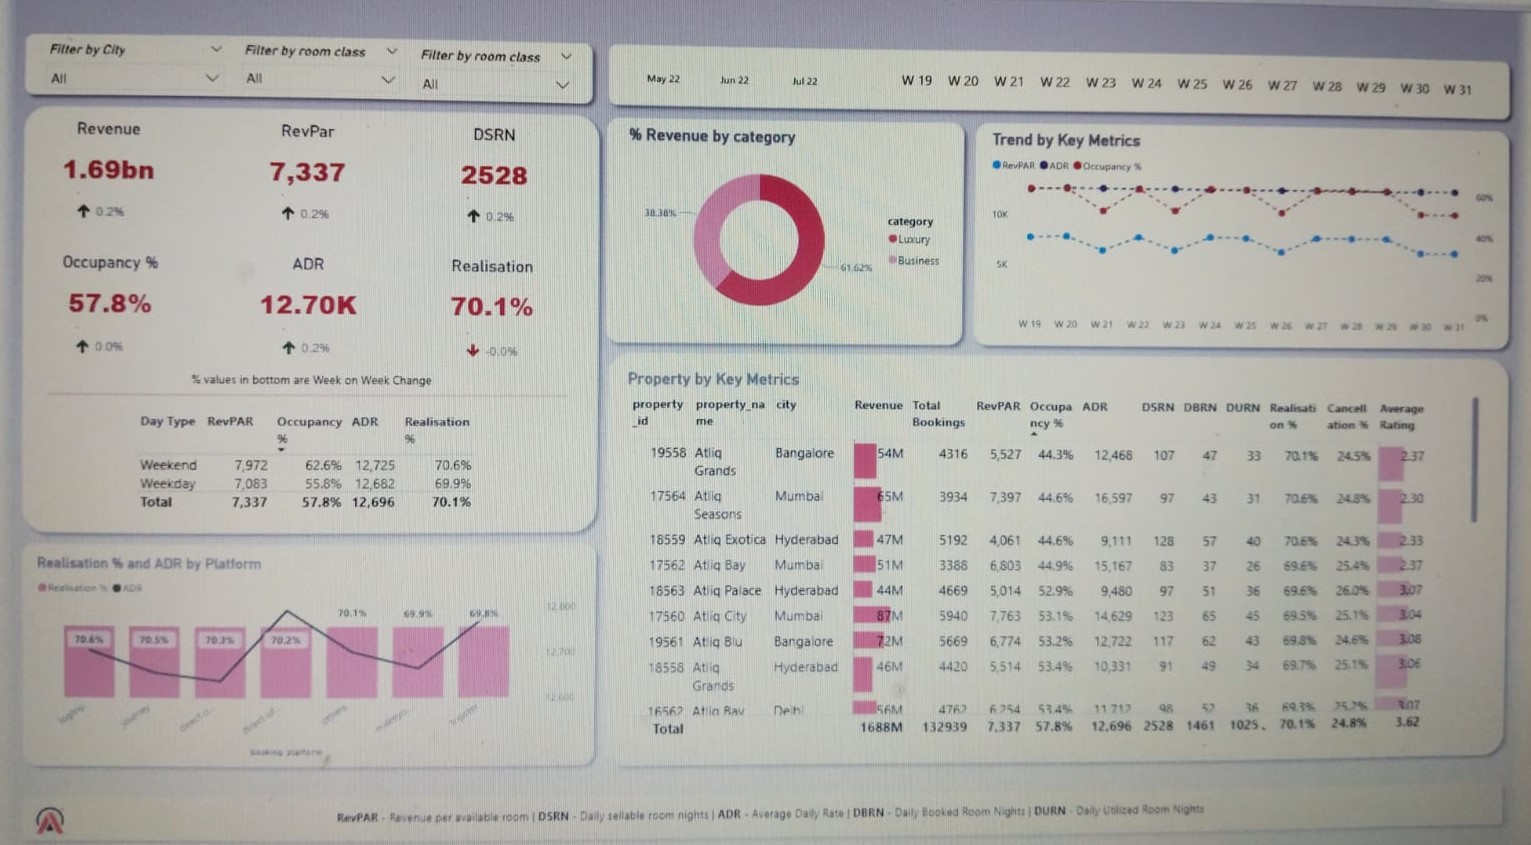 Filter by City
All
Filter by room class
All
Filter by room class
All
May 22 Jun 22 Jul 22 W 19 W 20 W 21 W 22 W 23 W 24 W 25 W 26 W 27 W 28 W 29 W 30 W 31
Revenue RevPar DSRN
1.69bn 7,337 2528
0.2% 0.2% 0.2%
Occupancy % ADR Realisation
57.8% 12.70K 70.1%
0.0% 0.2% -0.0%
% values in bottom are Week on Week Change
Day Type RevPAR Occupancy % ADR Realisation %
Weekend 7,972 62.6% 12,725 70.6%
Weekday 7,083 55.8% 12,682 69.9%
Total 7,337 57.8% 12,696 70.1%
% Revenue by category
38.38%
61.62%
category
Luxury
Business
Trend by Key Metrics
RevPAR ADR Occupancy %
10K
5K
60%
40%
20%
0%
W 19 W 20 W 21 W 22 W 23 W 24 W 25 W 26 W 27 W 28 W 29 W 30 W 31
Realisation % and ADR by Platform
Realisation % ADR
70.6% 70.5% 70.3% 70.2% 70.1% 69.9% 69.8%
12,800
12,700
12,600
journey others tripster
booking platform
Property by Key Metrics
property_id property_name city Revenue Total Bookings RevPAR Occupancy % ADR DSRN DBRN DURN Realisation % Cancellation % Average Rating
19558 Atliq Grands Bangalore 54M 4316 5,527 44.3% 12,468 107 47 33 70.1% 24.5% 2.37
17564 Atliq Seasons Mumbai 65M 3934 7,397 44.6% 16,597 97 43 31 70.6% 24.8% 2.30
18559 Atliq Exotica Hyderabad 47M 5192 4,061 44.6% 9,111 128 57 40 70.6% 24.3% 2.33
17562 Atliq Bay Mumbai 51M 3388 6,803 44.9% 15,167 83 37 26 69.6% 25.4% 2.37
18563 Atliq Palace Hyderabad 44M 4669 5,014 52.9% 9,480 97 51 36 69.6% 26.0% 3.07
17560 Atliq City Mumbai 87M 5940 7,763 53.1% 14,629 123 65 45 69.5% 25.1% 3.04
19561 Atliq Blu Bangalore 72M 5669 6,774 53.2% 12,722 117 62 43 69.8% 24.6% 3.08
18558 Atliq Grands Hyderabad 46M 4420 5,514 53.4% 10,331 91 49 34 69.7% 25.1% 3.06
16562 Atliq Bay Delhi 56M 4762 6,254 53.4% 11,712 98 52 36 69.3% 25.2% 3.07
Total 1688M 132939 7,337 57.8% 12,696 2528 1461 1025. 70.1% 24.8% 3.62
RevPAR - Revenue per available room | DSRN - Daily sellable room nights | ADR - Average Daily Rate | DBRN - Daily Booked Room Nights | DURN - Daily Utilized Room Nights